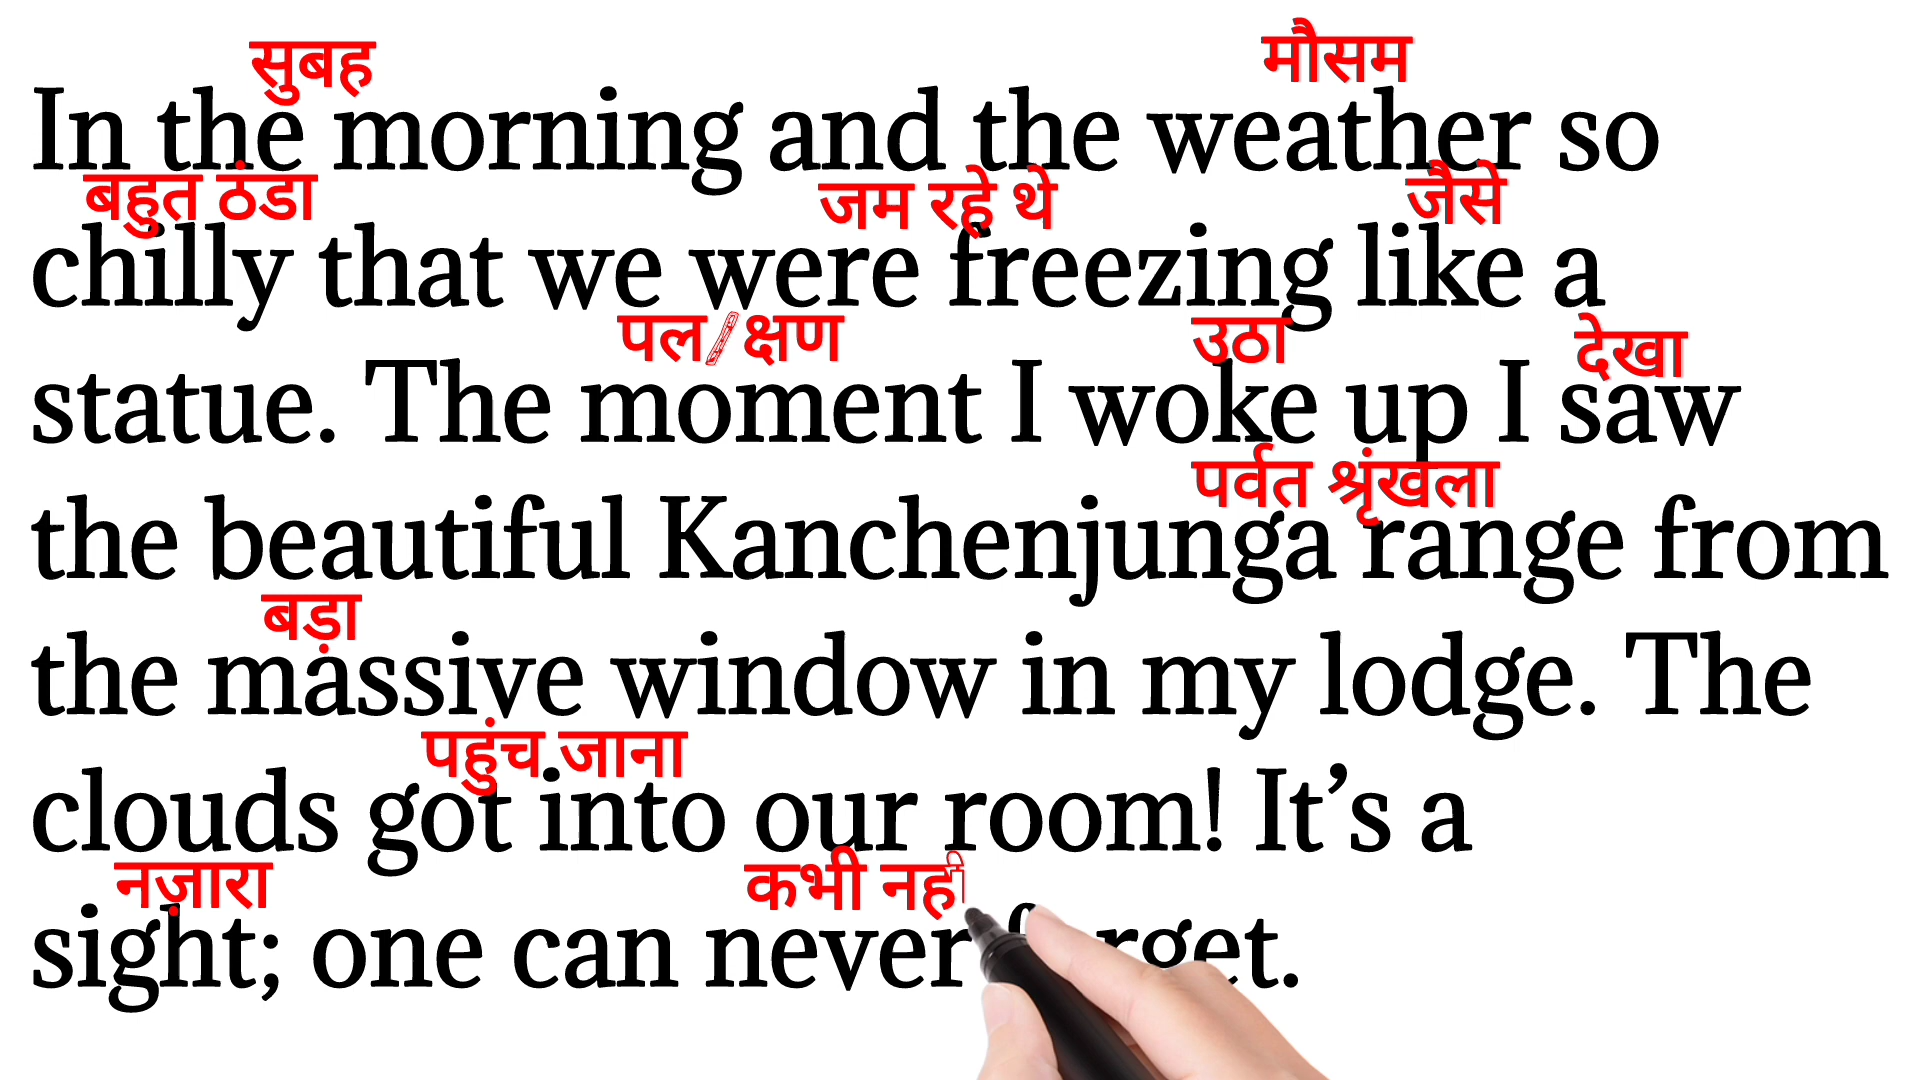 सुबह मौसम
In the morning and the weather so
बहुत ठंडा जम रहे थे जैसे
chilly that we were freezing like a
पल/क्षण उठा देखा
statue. The moment I woke up I saw
पर्वत श्रृंखला
the beautiful Kanchenjunga range from
बड़ा
the massive window in my lodge. The
पहुंच जाना
clouds got into our room! It’s a
नज़ारा कभी नहीं
sight; one can never forget.